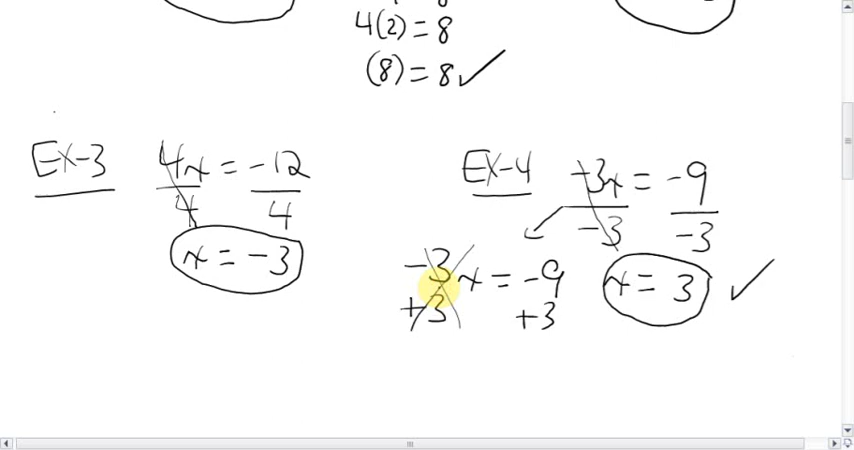 4(2) = 8
(8) = 8 ✓
EX-3
4x = -12
4 4
x = -3
EX-4
-3x = -9
-3 -3
x = 3 ✓
-3x = -9
+3 +3